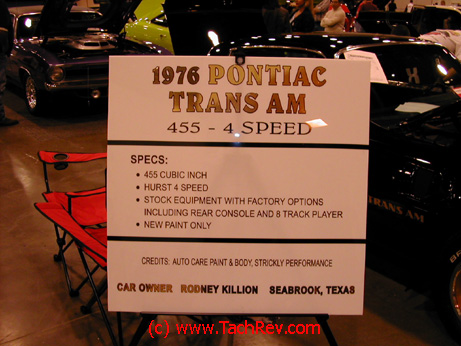 1976 PONTIAC
TRANS AM
455 - 4 SPEED
SPECS:
• 455 CUBIC INCH
• HURST 4 SPEED
• STOCK EQUIPMENT WITH FACTORY OPTIONS
INCLUDING REAR CONSOLE AND 8 TRACK PLAYER
• NEW PAINT ONLY
CREDITS: AUTO CARE PAINT & BODY, STRICKLY PERFORMANCE
CAR OWNER RODNEY KILLION SEABROOK, TEXAS
TRANS AM
(c) www.TachRev.com